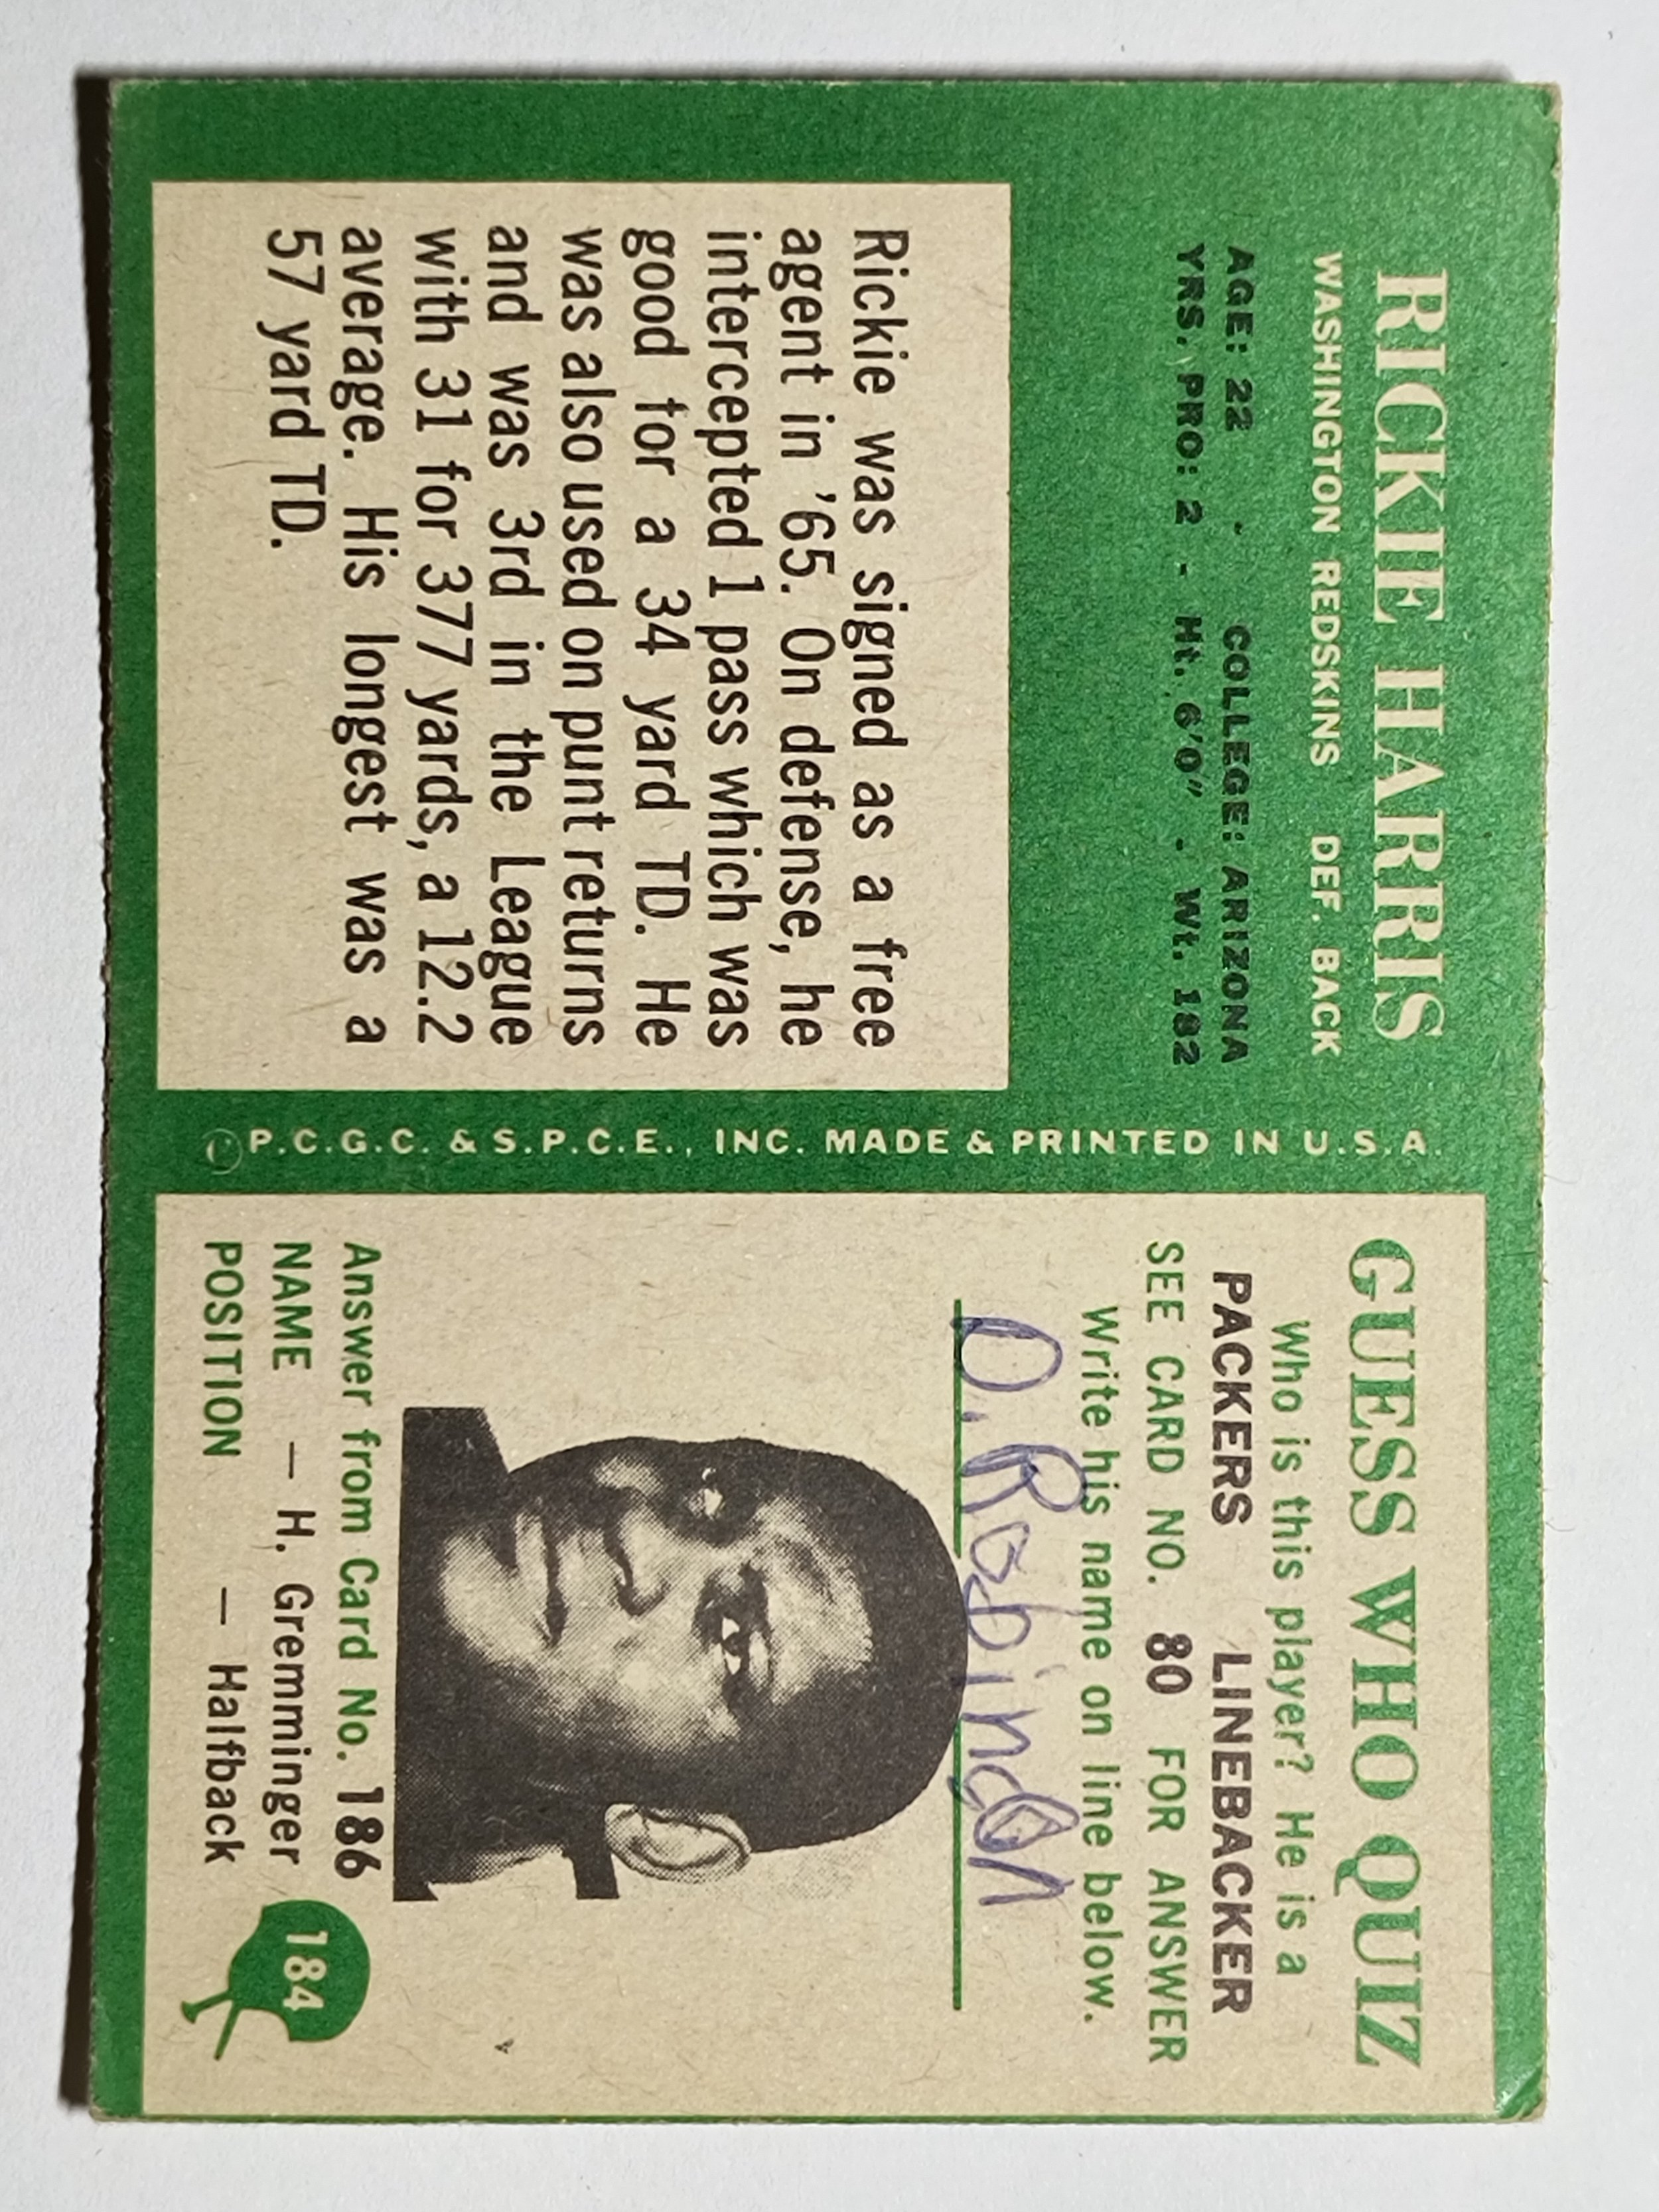 RICKIE HARRIS
WASHINGTON REDSKINS DEF. BACK
AGE: 22 - COLLEGE: ARIZONA
YRS. PRO: 2 - Ht. 6'0" - Wt. 182
Rickie was signed as a free
agent in '65. On defense, he
intercepted 1 pass which was
good for a 34 yard TD. He
was also used on punt returns
and was 3rd in the League
with 31 for 377 yards, a 12.2
average. His longest was a
57 yard TD.
© P.C.G.C. & S.P.C.E., INC. MADE & PRINTED IN U.S.A.
GUESS WHO QUIZ
Who is this player? He is a
PACKERS LINEBACKER
SEE CARD NO. 80 FOR ANSWER
Write his name on line below.
D. Robinson
Answer from Card No. 186
NAME — H. Gremminger
POSITION — Halfback
184